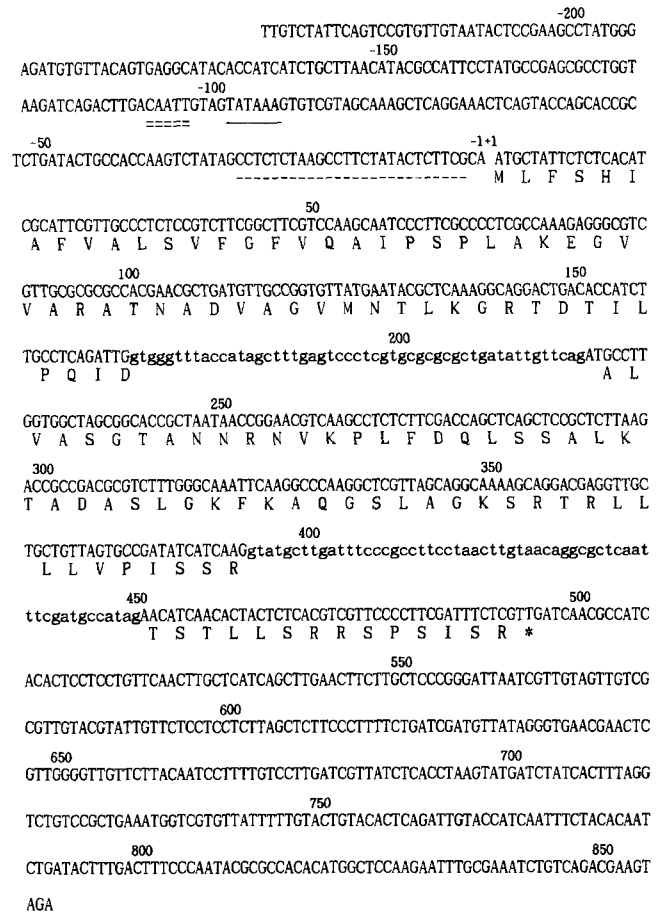 -200
TTGTCTATTCAGTCCGTGTTGTAATACTCCGAAGCCTATGGG
-150
AGATGTGTTACAGTGAGGCATACACCATCATCTGCTTAACATACGCCATTCCTATGCCGAGCGCCTGGT
-100
AAGATCAGACTTGACAATTGTAGTATAAAGTGTCGTAGCAAAGCTCAGGAAACTCAGTACCAGCACCGC
-50 -1+1
TCTGATACTGCCACCAAGTCTATAGCCTCTCTAAGCCTTCTATACTCTTCGCA ATGCTATTCTCTCACAT
M L F S H I
50
CGCATTCGTTGCCCTCTCCGTCTTCGGCTTCGTCCAAGCAATCCCTTCGCCCCTCGCCAAAGAGGGCGTC
A F V A L S V F G F V Q A I P S P L A K E G V
100 150
GTTGCGCGCGCCACGAACGCTGATGTTGCCGGTGTTATGAATACGCTCAAAGGCAGGACTGACACCATCT
V A R A T N A D V A G V M N T L K G R T D T I L
200
TGCCTCAGATTGgtgggtttaccatagctttgagtccctcgtgcgcgcgctgatattgttcagATGCCTT
P Q I D A L
250
GGTGGCTAGCGGCACCGCTAATAACCGGAACGTCAAGCCTCTCTTCGACCAGCTCAGCTCCGCTCTTAAG
V A S G T A N N R N V K P L F D Q L S S A L K
300 350
ACCGCCGACGCGTCTTTGGGCAAATTCAAGGCCCAAGGCTCGTTAGCAGGCAAAAGCAGGACGAGGTTGC
T A D A S L G K F K A Q G S L A G K S R T R L L
400
TGCTGTTAGTGCCGATATCATCAAGgtatgcttgatttcccgccttcctaacttgtaacaggcgctcaat
L L V P I S S R
450 500
ttcgatgccatagAACATCAACACTACTCTCACGTCGTTCCCCTTCGATTTCTCGTTGATCAACGCCATC
T S T L L S R R S P S I S R *
550
ACACTCCTCCTGTTCAACTTGCTCATCAGCTTGAACTTCTTGCTCCCGGGATTAATCGTTGTAGTTGTCG
600
CGTTGTACGTATTGTTCTCCTCCTCTTAGCTCTTCCCTTTTCTGATCGATGTTATAGGGTGAACGAACTC
650 700
GTTGGGGTTGTTCTTACAATCCTTTTGTCCTTGATCGTTATCTCACCTAAGTATGATCTATCACTTTAGG
750
TCTGTCCGCTGAAATGGTCGTGTTATTTTTGTACTGTACACTCAGATTGTACCATCAATTTCTACACAAT
800 850
CTGATACTTTGACTTTCCCAATACGCGCCACACATGGCTCCAAGAATTTGCGAAATCTGTCAGACGAAGT
AGA